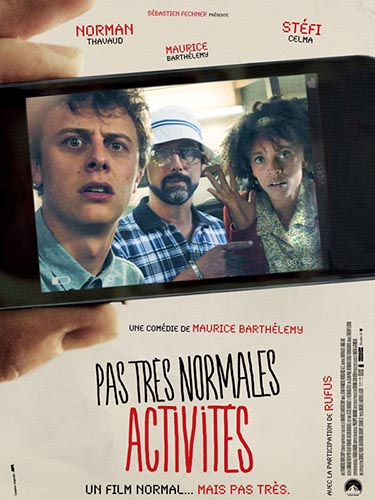 SÉBASTIEN FECHNER PRÉSENTE
NORMAN
THAVAUD
MAURICE
BARTHÉLEMY
STÉFI
CELMA
UNE COMÉDIE DE MAURICE BARTHÉLEMY
PAS TRÈS NORMALES
ACTIVITÉS
UN FILM NORMAL... MAIS PAS TRÈS.
AVEC LA PARTICIPATION DE RUFUS